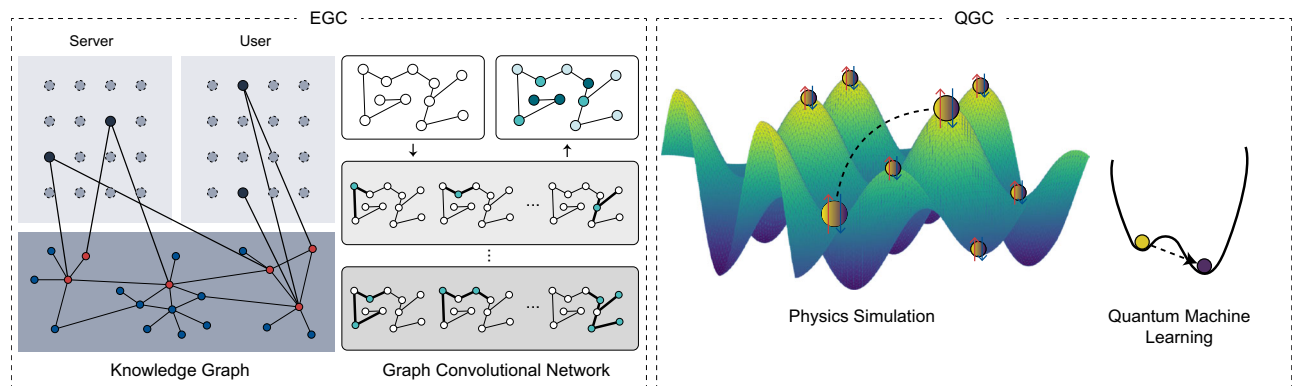 EGC
QGC
Server
User
...
...
...
Knowledge Graph
Graph Convolutional Network
Physics Simulation
Quantum Machine
Learning